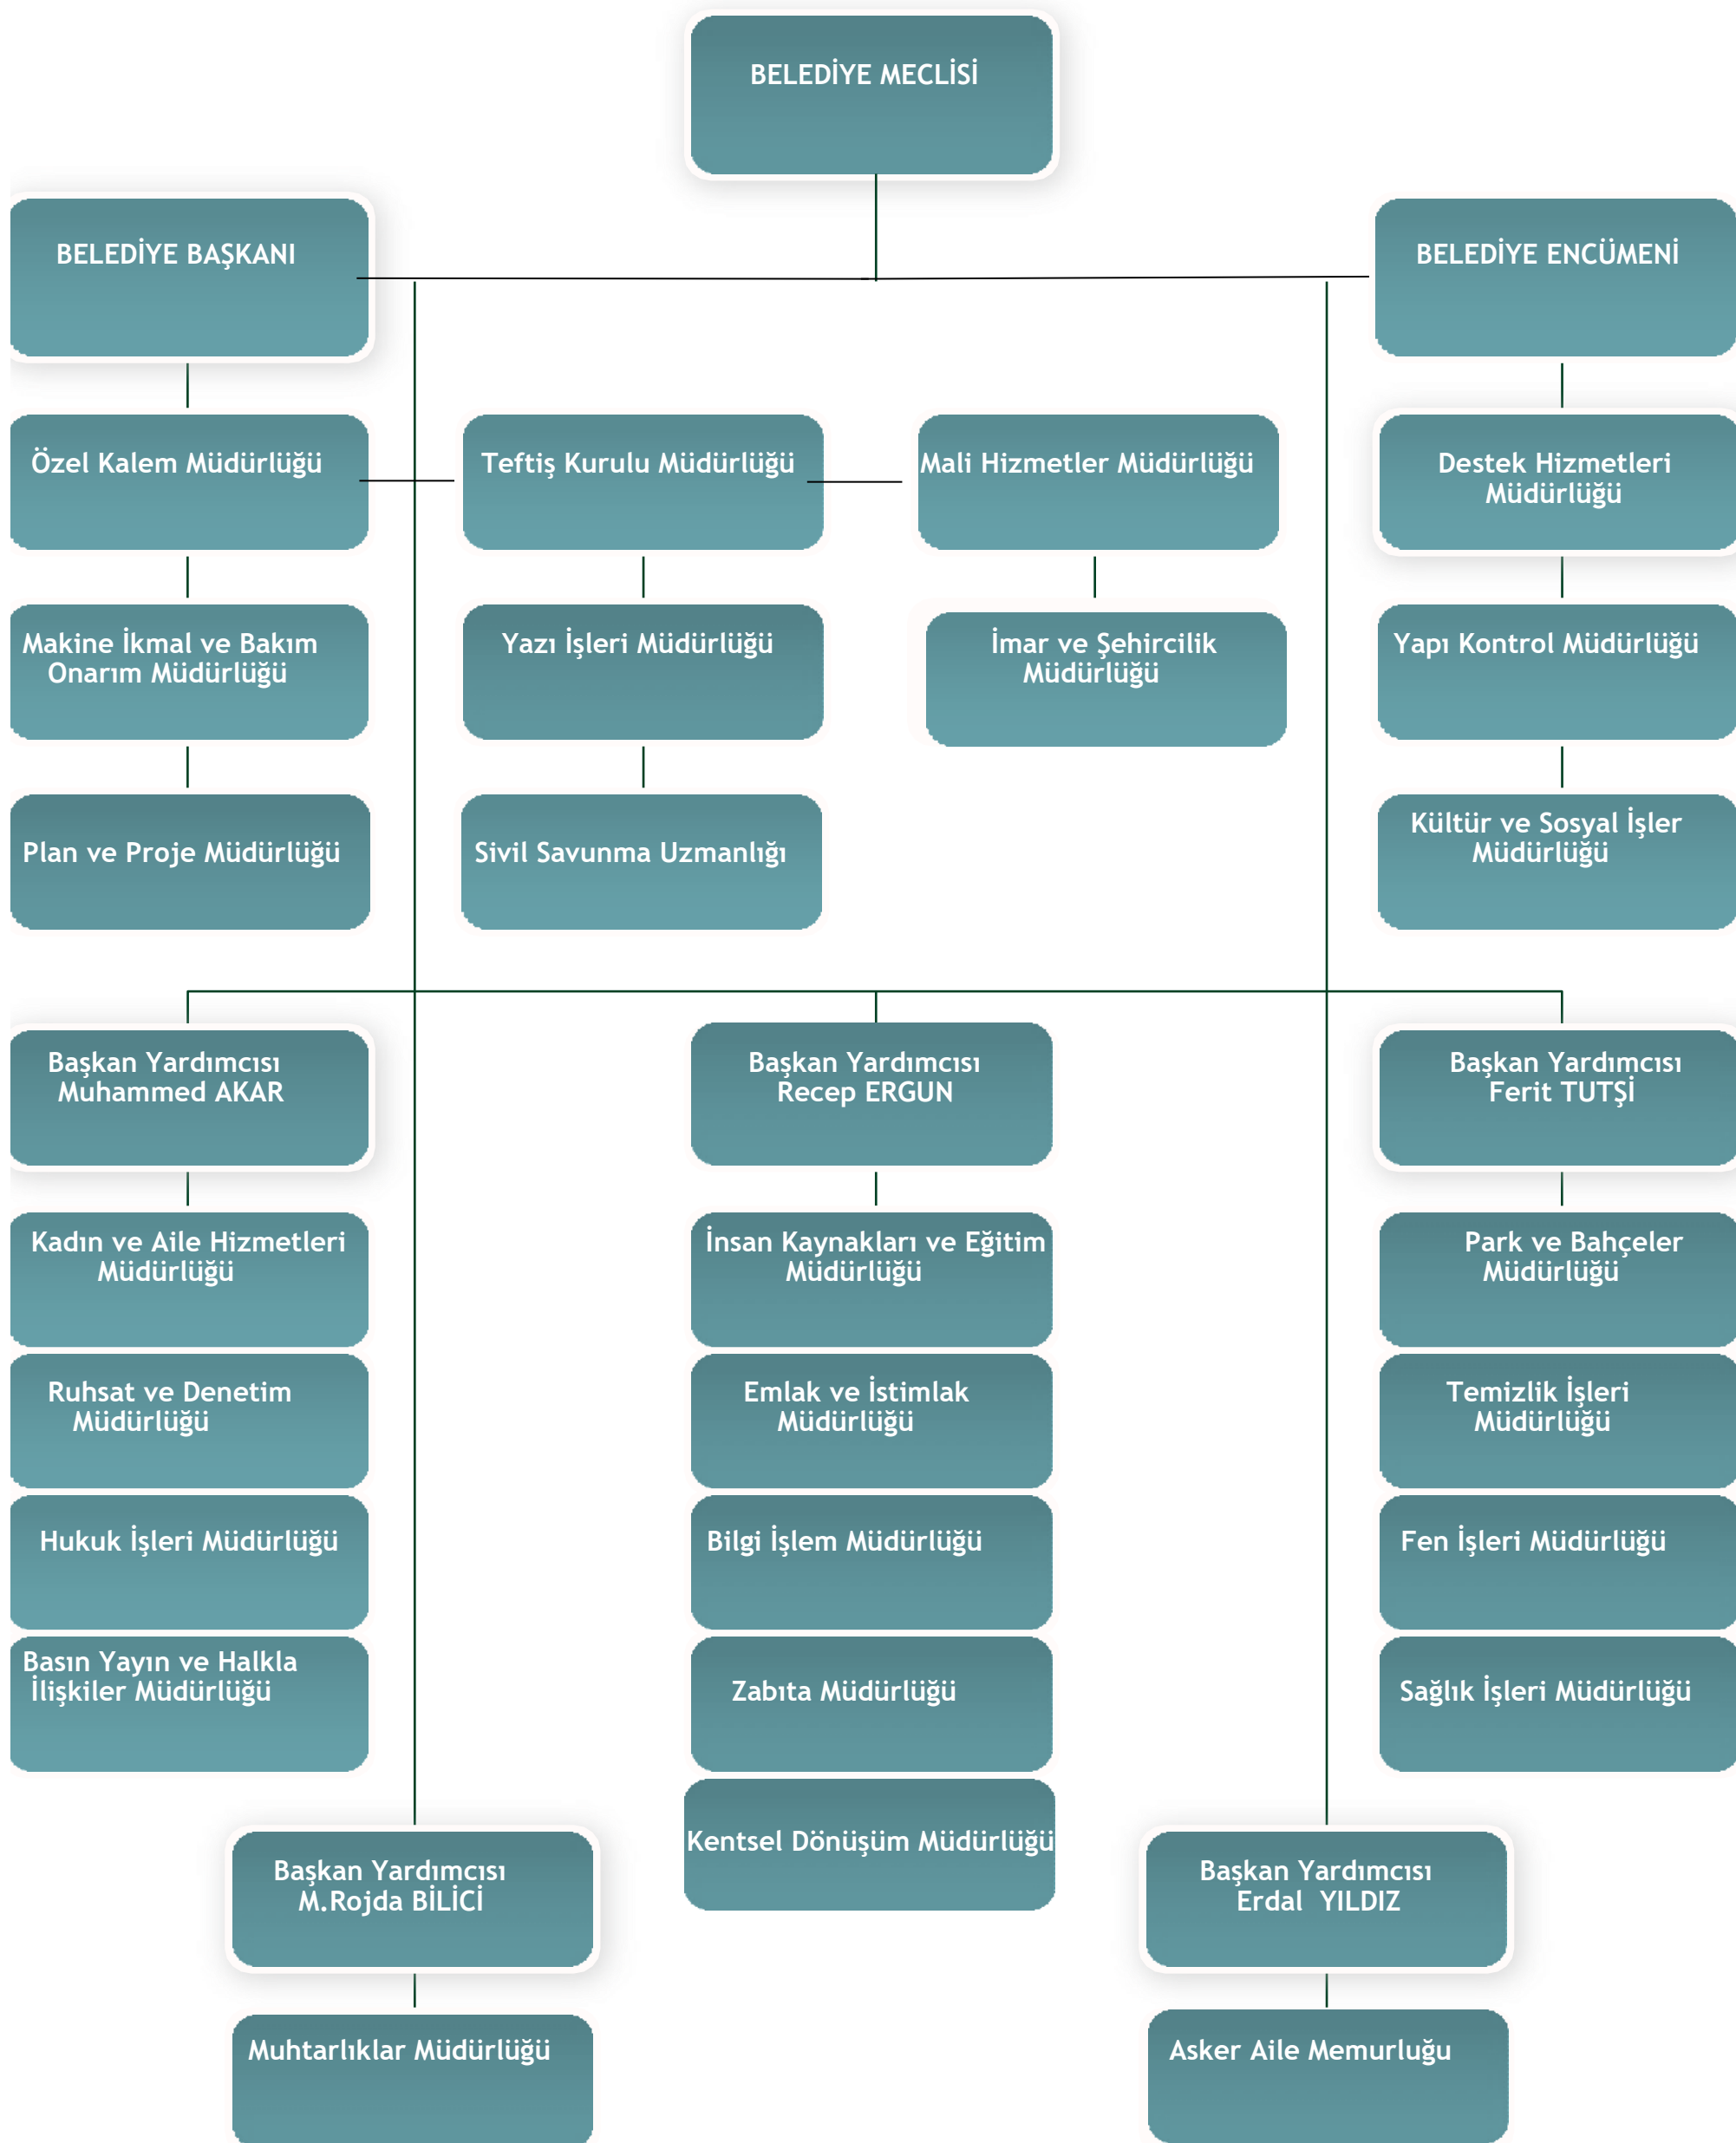 BELEDİYE MECLİSİ
BELEDİYE BAŞKANI
BELEDİYE ENCÜMENİ
Özel Kalem Müdürlüğü
Teftiş Kurulu Müdürlüğü
Mali Hizmetler Müdürlüğü
Destek Hizmetleri
Müdürlüğü
Makine İkmal ve Bakım
Onarım Müdürlüğü
Yazı İşleri Müdürlüğü
İmar ve Şehircilik
Müdürlüğü
Yapı Kontrol Müdürlüğü
Plan ve Proje Müdürlüğü
Sivil Savunma Uzmanlığı
Kültür ve Sosyal İşler
Müdürlüğü
Başkan Yardımcısı
Muhammed AKAR
Başkan Yardımcısı
Recep ERGUN
Başkan Yardımcısı
Ferit TUTŞİ
Kadın ve Aile Hizmetleri
Müdürlüğü
İnsan Kaynakları ve Eğitim
Müdürlüğü
Park ve Bahçeler
Müdürlüğü
Ruhsat ve Denetim
Müdürlüğü
Emlak ve İstimlak
Müdürlüğü
Temizlik İşleri
Müdürlüğü
Hukuk İşleri Müdürlüğü
Bilgi İşlem Müdürlüğü
Fen İşleri Müdürlüğü
Basın Yayın ve Halkla
İlişkiler Müdürlüğü
Zabıta Müdürlüğü
Sağlık İşleri Müdürlüğü
Kentsel Dönüşüm Müdürlüğü
Başkan Yardımcısı
M.Rojda BİLİCİ
Başkan Yardımcısı
Erdal  YILDIZ
Muhtarlıklar Müdürlüğü
Asker Aile Memurluğu